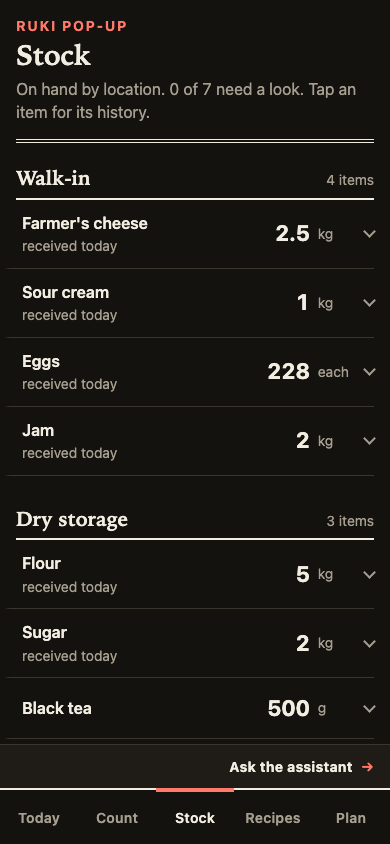 RUKI POP-UP
Stock
On hand by location. 0 of 7 need a look. Tap an
item for its history.
Walk-in
4 items
Farmer's cheese
received today
2.5 kg
Sour cream
received today
1 kg
Eggs
received today
228 each
Jam
received today
2 kg
Dry storage
3 items
Flour
received today
5 kg
Sugar
received today
2 kg
Black tea
500 g
Ask the assistant →
Today
Count
Stock
Recipes
Plan